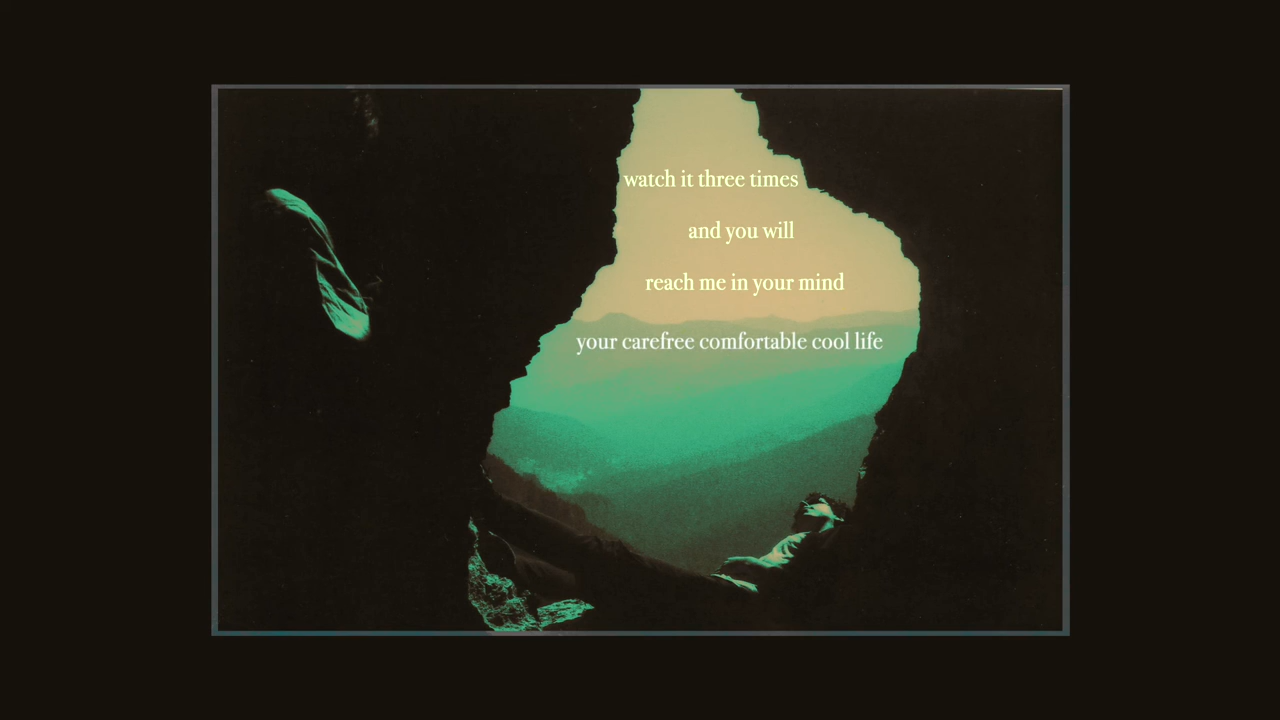 watch it three times
and you will
reach me in your mind
your carefree comfortable cool life